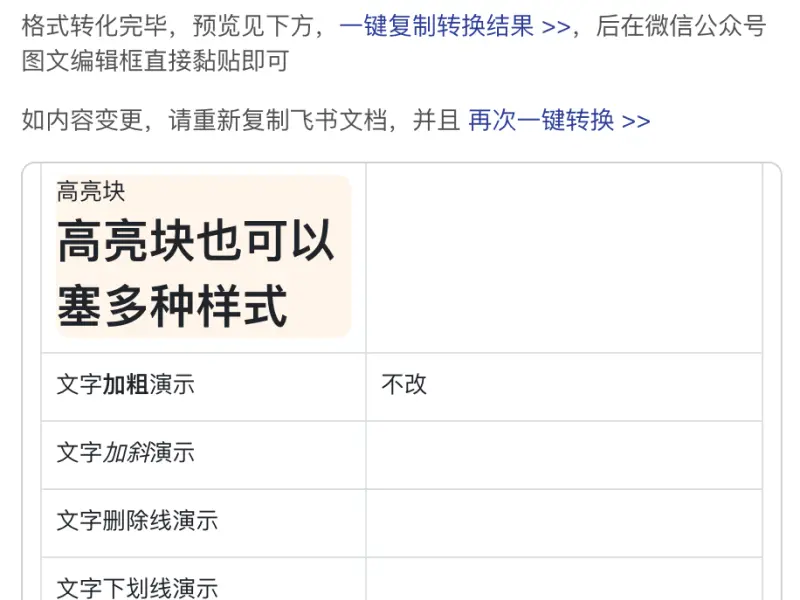 格式转化完毕，预览见下方，一键复制转换结果 >>，后在微信公众号
图文编辑框直接黏贴即可
如内容变更，请重新复制飞书文档，并且 再次一键转换 >>
高亮块
高亮块也可以
塞多种样式
文字加粗演示
不改
文字加斜演示
文字删除线演示
文字下划线演示